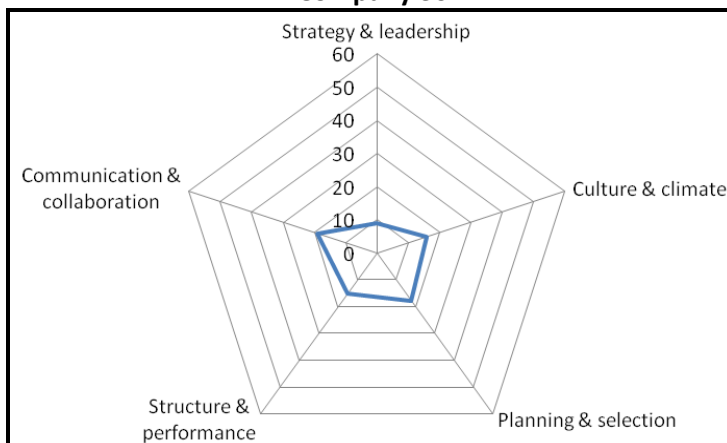 Strategy & leadership
60
50
40
30
20
10
0
Culture & climate
Planning & selection
Structure &
performance
Communication &
collaboration